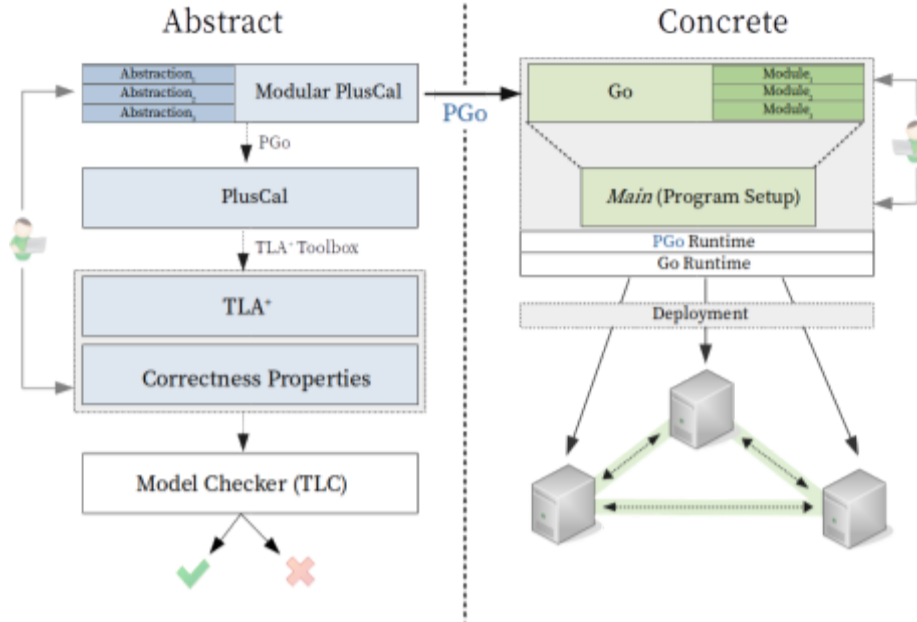 Abstract
Abstraction₁
Abstraction₂
Abstraction₃
Modular PlusCal
PGo
PlusCal
TLA⁺ Toolbox
TLA⁺
Correctness Properties
Model Checker (TLC)
PGo
Concrete
Go
Module₁
Module₂
Module₃
Main (Program Setup)
PGo Runtime
Go Runtime
Deployment